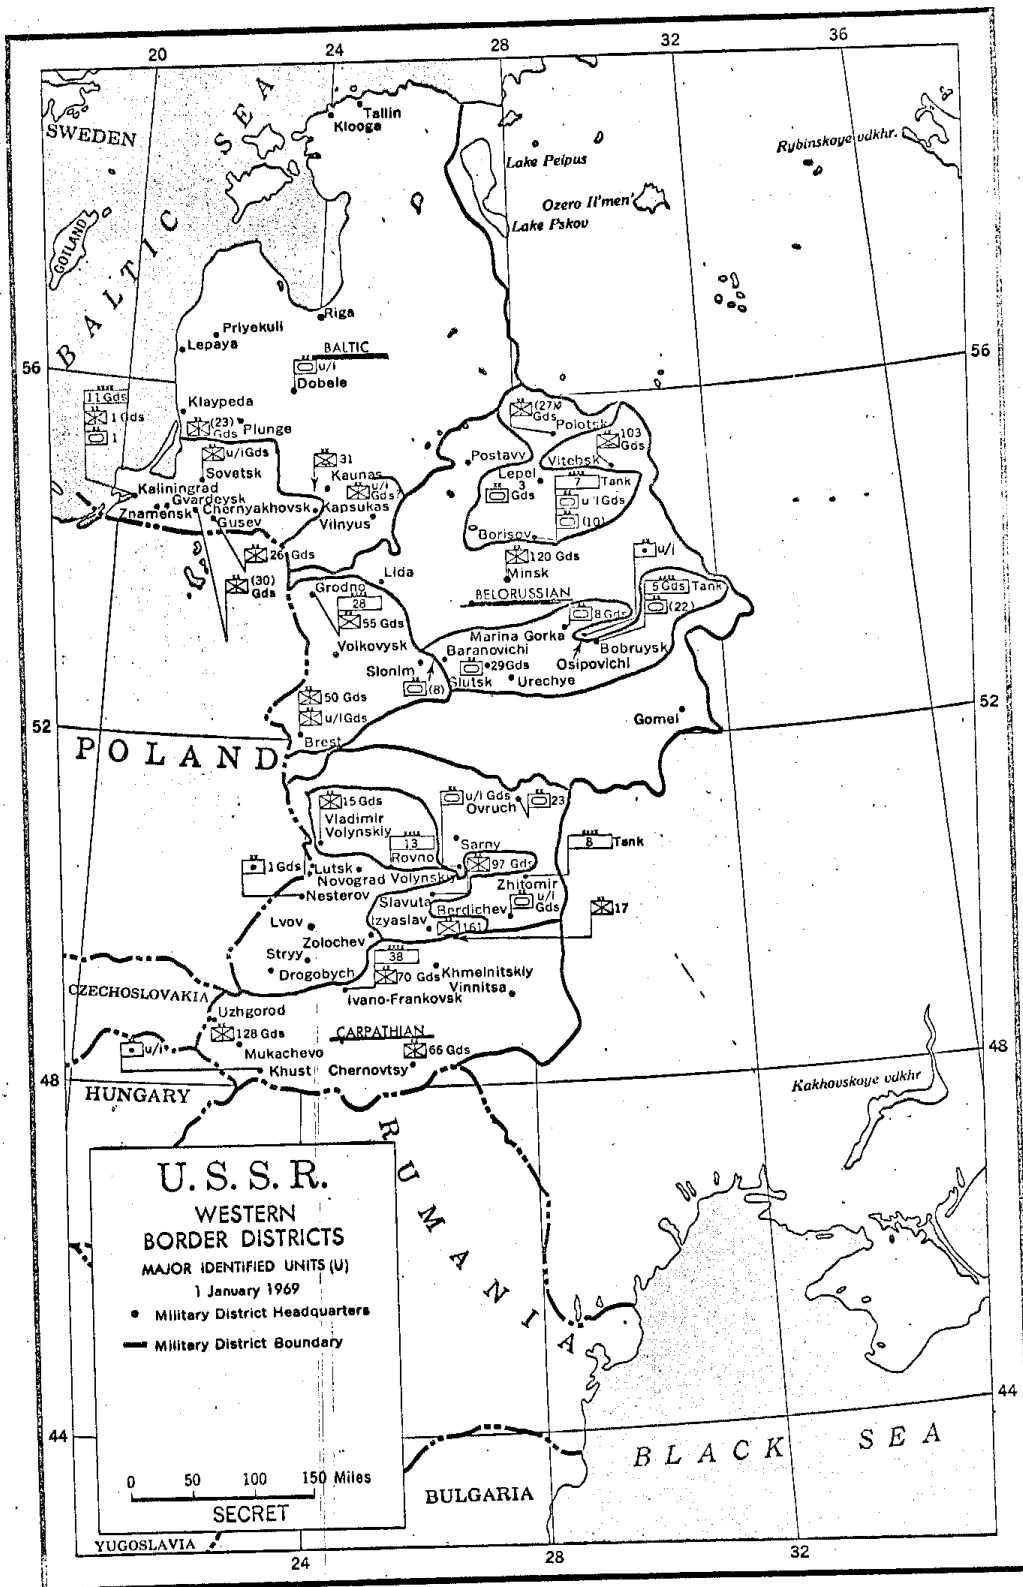 20
24
28
32
36
SWEDEN
SEA
Tallin
Klooga
Rybinskoye vdkhr.
Lake Peipus
Ozero Il'men'
Lake Pskov
GOTLAND
BALTIC
Riga
Priyekuli
Lepaya
BALTIC
56
56
u/i
Dobele
11 Gds
1 Gds
1
Klaypeda
(23)
Gds
Plunge
(27)
Gds
Polotsk
103
Gds
u/i Gds
Sovetsk
31
Kaunas
Postavy
Vitebsk
Lepel
3
Gds
7 Tank
u/i Gds
(10)
u/i
Gds?
Kaliningrad
Gvardeysk
Znamensk
Chernyakhovsk
Gusev
Kapsukas
Vilnyus
Borisov
26 Gds
120 Gds
Minsk
u/i
(30)
Gds
Lida
Grodno
28
55 Gds
BELORUSSIAN
5 Gds Tank
(22)
8 Gds
Volkovysk
Marina Gorka
Baranovichi
Bobruysk
Osipovichi
Slonim
(8)
29 Gds
Slutsk
Urechye
50 Gds
u/i Gds
Brest
Gomel
52
52
POLAND
15 Gds
Vladimir
Volynskiy
u/i Gds
Ovruch
23
13
Rovno
Sarny
97 Gds
8 Tank
1 Gds
Lutsk
Novograd Volynskiy
Nesterov
Zhitomir
Slavuta
u/i
Gds
Berdichev
17
Lvov
Izyaslav
161
Zolochev
Stryy
Drogobych
38
70 Gds
Khmelnitskiy
Vinnitsa
Ivano-Frankovsk
CZECHOSLOVAKIA
Uzhgorod
128 Gds
CARPATHIAN
u/i
Mukachevo
66 Gds
Khust
Chernovtsy
48
48
HUNGARY
Kakhovskoye vdkhr
RUMANIA
U.S.S.R.
WESTERN
BORDER DISTRICTS
MAJOR IDENTIFIED UNITS (U)
1 January 1969
Military District Headquarters
Military District Boundary
0 50 100 150 Miles
SECRET
44
44
BLACK SEA
BULGARIA
YUGOSLAVIA
24
28
32